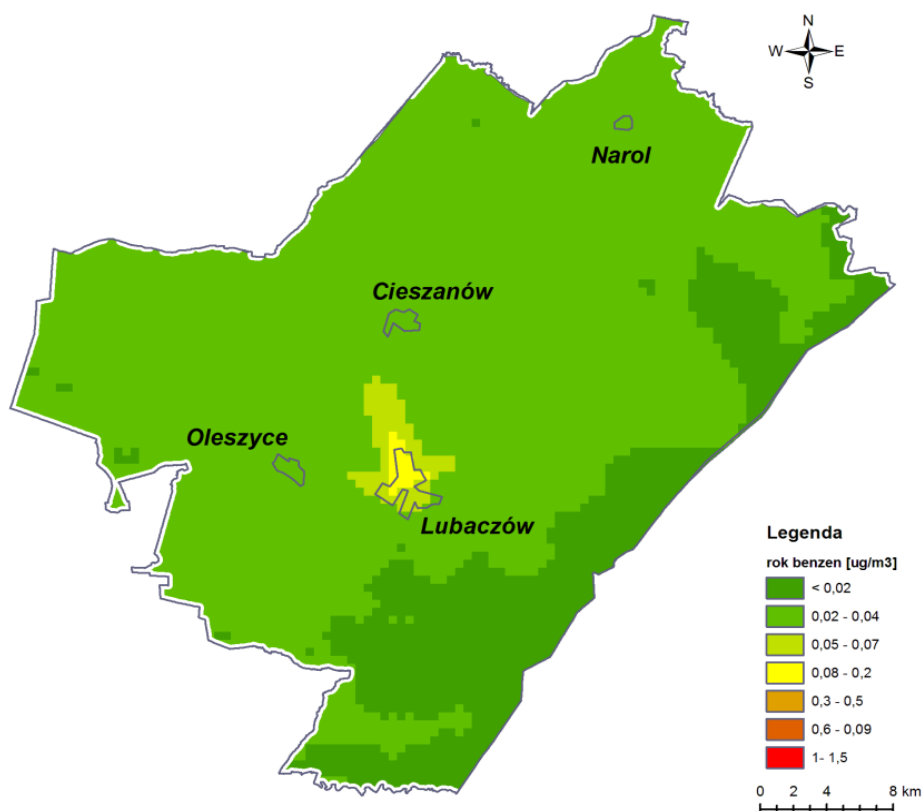 N
W E
S
Narol
Cieszanów
Oleszyce
Lubaczów
Legenda
rok benzen [ug/m3]
< 0,02
0,02 - 0,04
0,05 - 0,07
0,08 - 0,2
0,3 - 0,5
0,6 - 0,09
1- 1,5
0 2 4 8 km